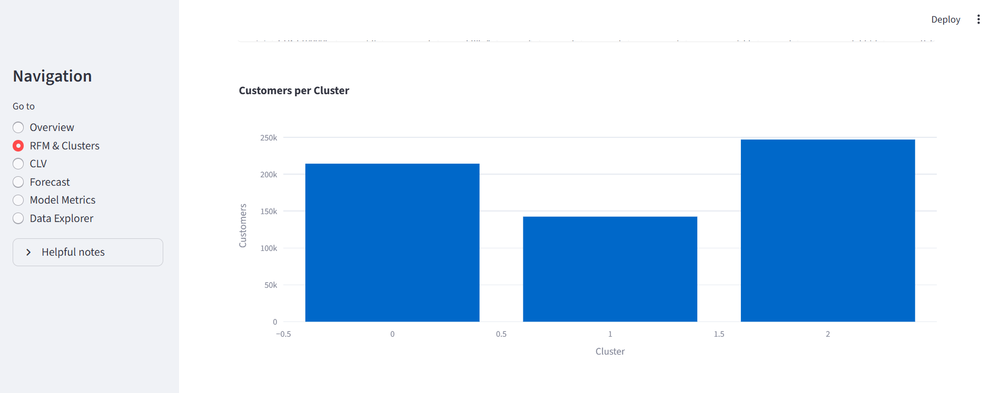 Deploy
Navigation
Go to
Overview
RFM & Clusters
CLV
Forecast
Model Metrics
Data Explorer
Helpful notes
Customers per Cluster
250k
200k
150k
100k
50k
0
Customers
−0.5
0
0.5
1
1.5
2
Cluster